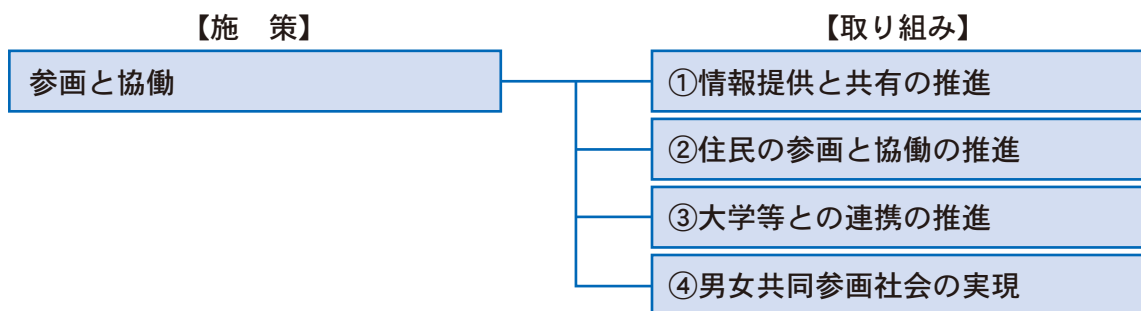 【施　策】
【取り組み】
参画と協働
①情報提供と共有の推進
②住民の参画と協働の推進
③大学等との連携の推進
④男女共同参画社会の実現